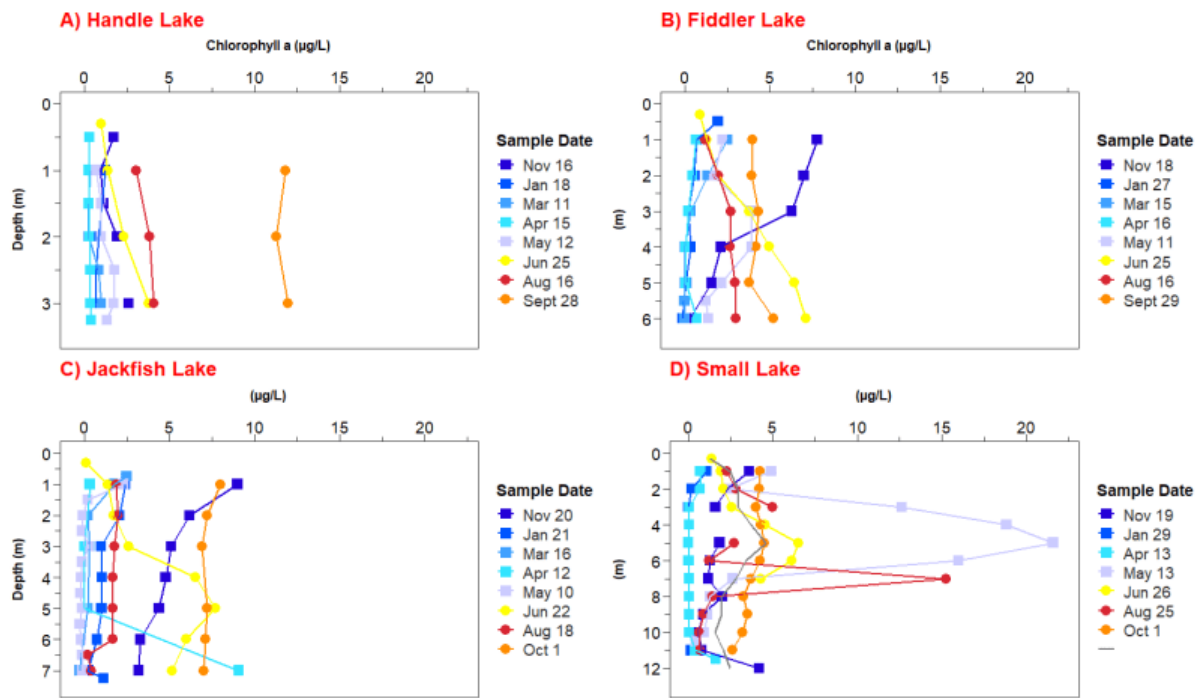 A) Handle Lake
Chlorophyll a (µg/L)
0 5 10 15 20
0
1
2
3
Depth (m)
Sample Date
Nov 16
Jan 18
Mar 11
Apr 15
May 12
Jun 25
Aug 16
Sept 28
B) Fiddler Lake
Chlorophyll a (µg/L)
0 5 10 15 20
0
1
2
3
4
5
6
(m)
Sample Date
Nov 18
Jan 27
Mar 15
Apr 16
May 11
Jun 25
Aug 16
Sept 29
C) Jackfish Lake
(µg/L)
0 5 10 15 20
0
1
2
3
4
5
6
7
Depth (m)
Sample Date
Nov 20
Jan 21
Mar 16
Apr 12
May 10
Jun 22
Aug 18
Oct 1
D) Small Lake
(µg/L)
0 5 10 15 20
0
2
4
6
8
10
12
(m)
Sample Date
Nov 19
Jan 29
Apr 13
May 13
Jun 26
Aug 25
Oct 1